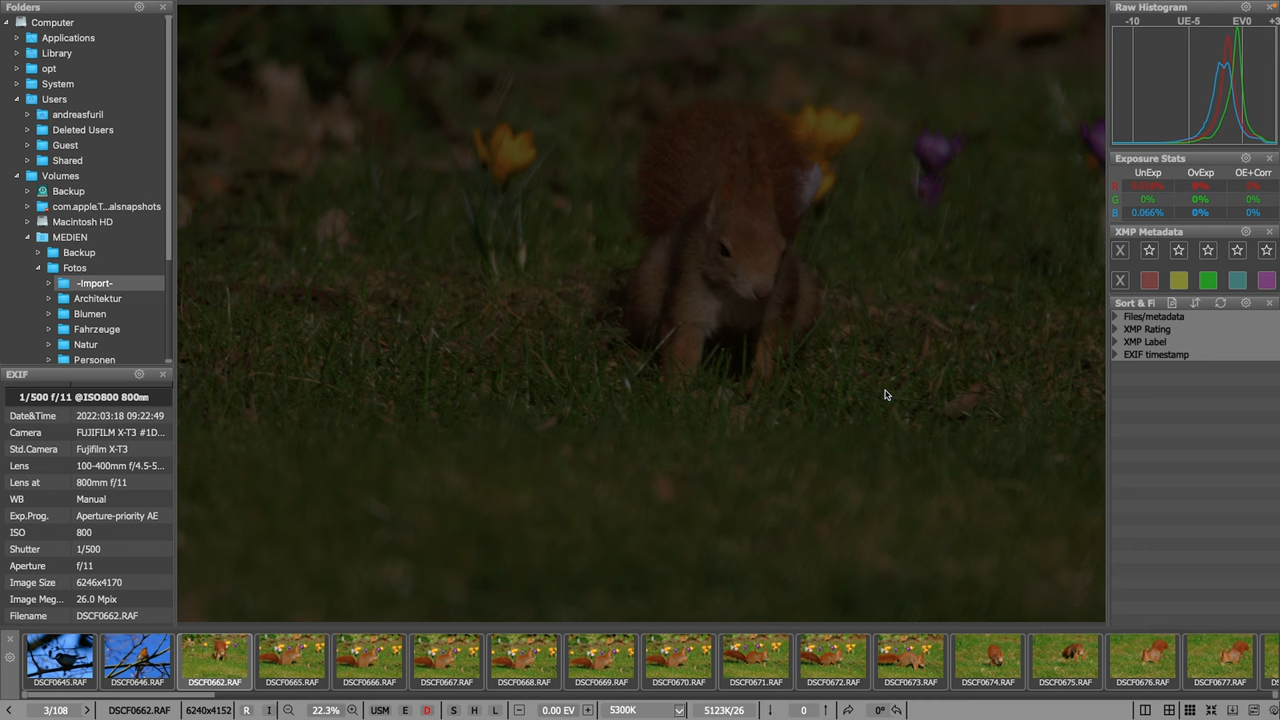 Folders
Computer
Applications
Library
opt
System
Users
andreasfuril
Deleted Users
Guest
Shared
Volumes
Backup
com.apple.T...alsnapshots
Macintosh HD
MEDIEN
Backup
Fotos
-Import-
Architektur
Blumen
Fahrzeuge
Natur
Personen
EXIF
1/500 f/11 @ISO800 800mm
Date&Time 2022:03:18 09:22:49
Camera FUJIFILM X-T3 #1D...
Std.Camera Fujifilm X-T3
Lens 100-400mm f/4.5-5...
Lens at 800mm f/11
WB Manual
Exp.Prog. Aperture-priority AE
ISO 800
Shutter 1/500
Aperture f/11
Image Size 6246x4170
Image Meg... 26.0 Mpix
Filename DSCF0662.RAF
Raw Histogram
-10 UE-5 EV0 +3
Exposure Stats
UnExp OvExp OE+Corr
R 0% 0%
G 0% 0% 0%
B 0.066% 0% 0%
XMP Metadata
X
X
Sort & Fi
Files/metadata
XMP Rating
XMP Label
EXIF timestamp
DSCF0645.RAF DSCF0646.RAF DSCF0662.RAF DSCF0665.RAF DSCF0666.RAF DSCF0667.RAF DSCF0668.RAF DSCF0669.RAF DSCF0670.RAF DSCF0671.RAF DSCF0672.RAF DSCF0673.RAF DSCF0674.RAF DSCF0675.RAF DSCF0676.RAF DSCF0677.RAF
3/108 DSCF0662.RAF 6240x4152 R I 22.3% USM E D S H L 0.00 EV 5300K 5123K/26 0 0°